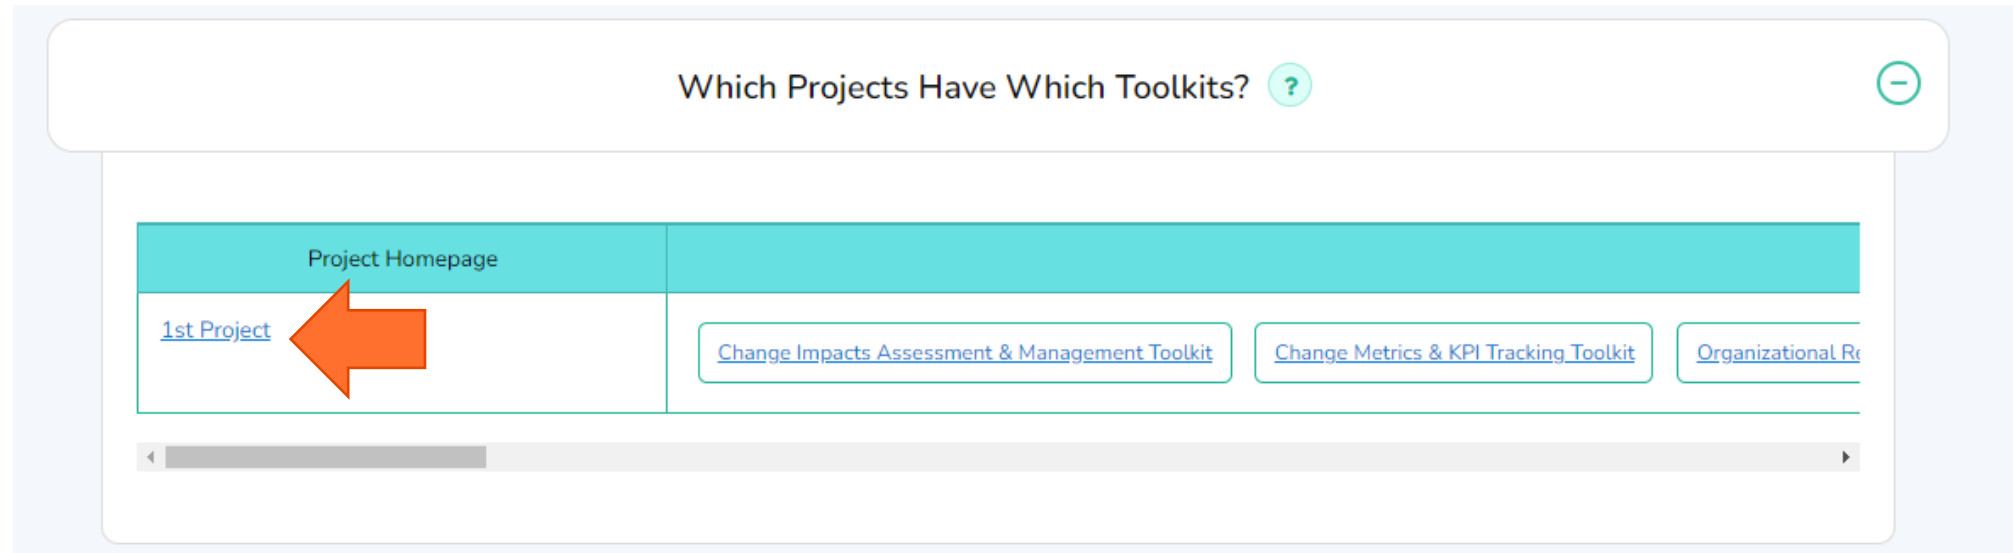 Which Projects Have Which Toolkits? ?
Project Homepage
1st Project
Change Impacts Assessment & Management Toolkit
Change Metrics & KPI Tracking Toolkit
Organizational